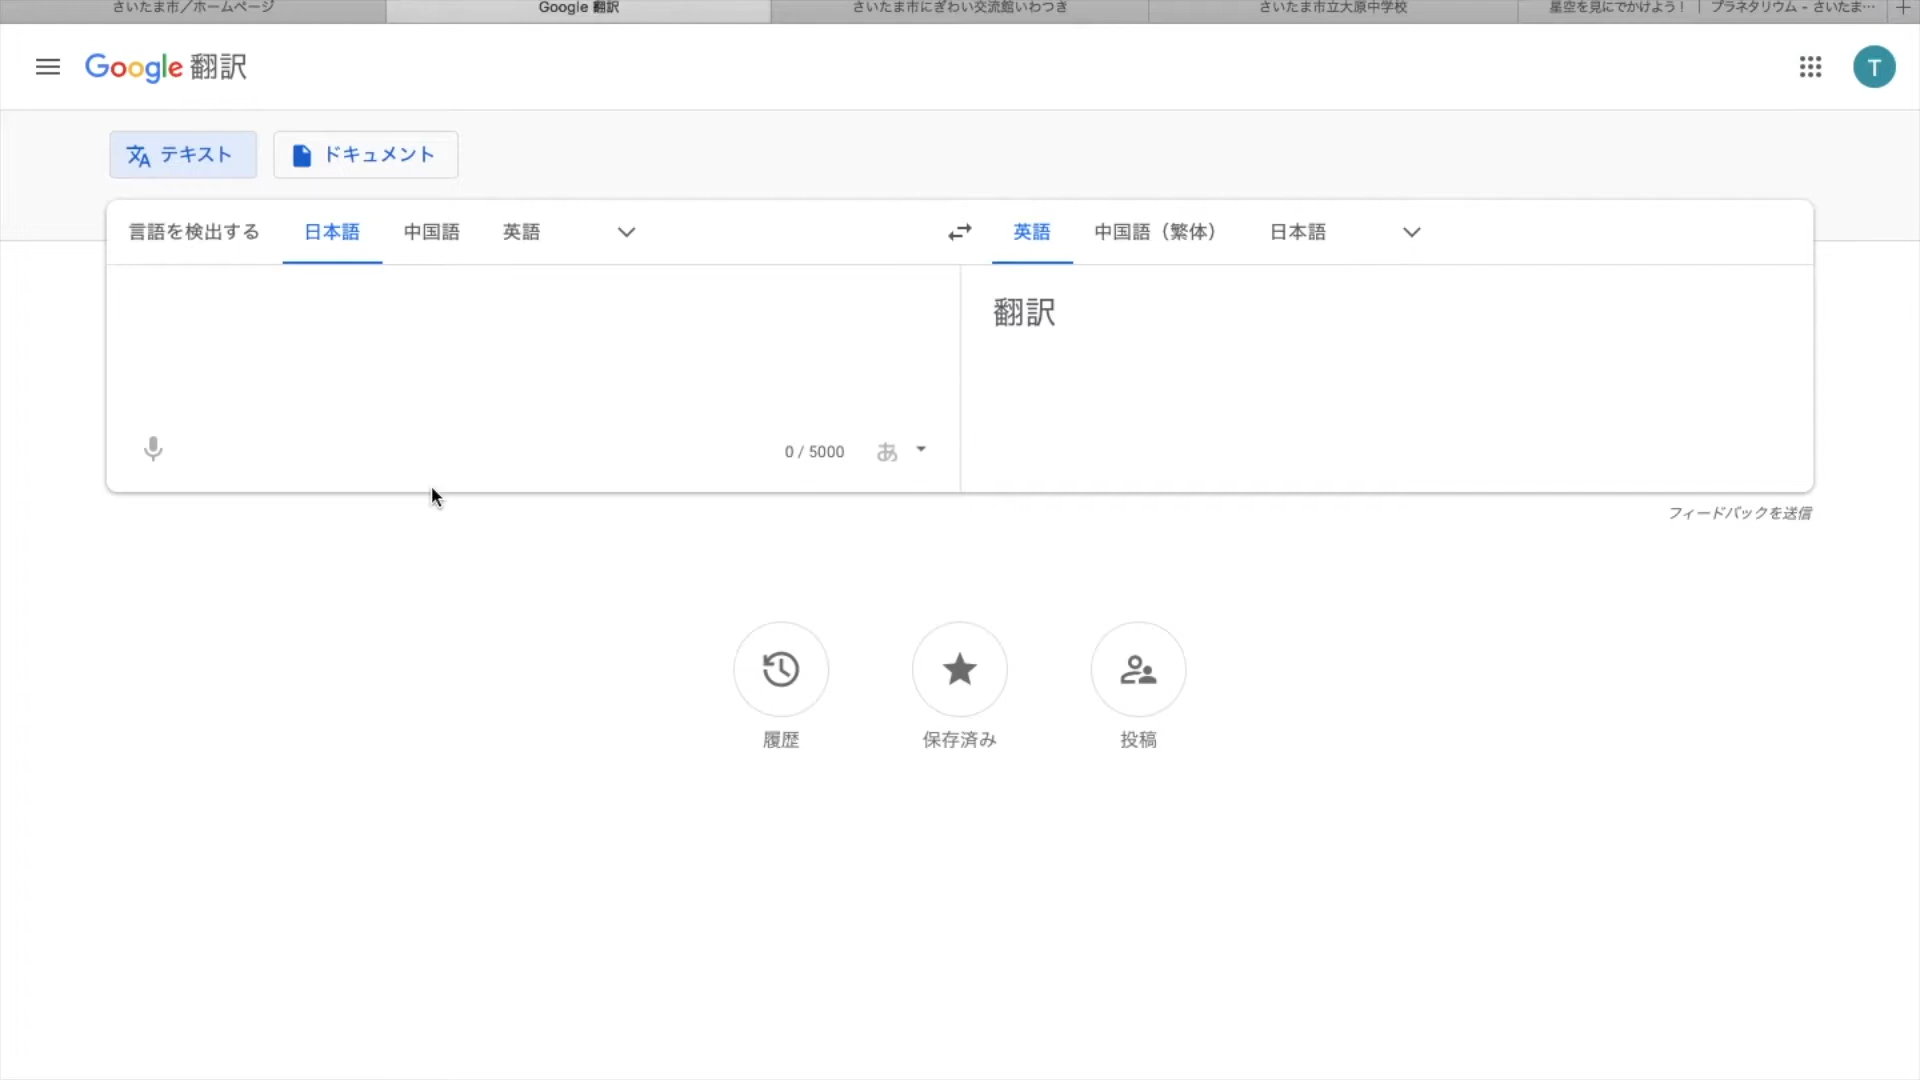 さいたま市／ホームページ
Google 翻訳
さいたま市にぎわい交流館いわつき
さいたま市立大原中学校
星空を見にでかけよう！ | プラネタリウム - さいたま…
Google 翻訳
T
テキスト
ドキュメント
言語を検出する 日本語 中国語 英語
英語 中国語（繁体） 日本語
翻訳
0 / 5000
あ
フィードバックを送信
履歴
保存済み
投稿